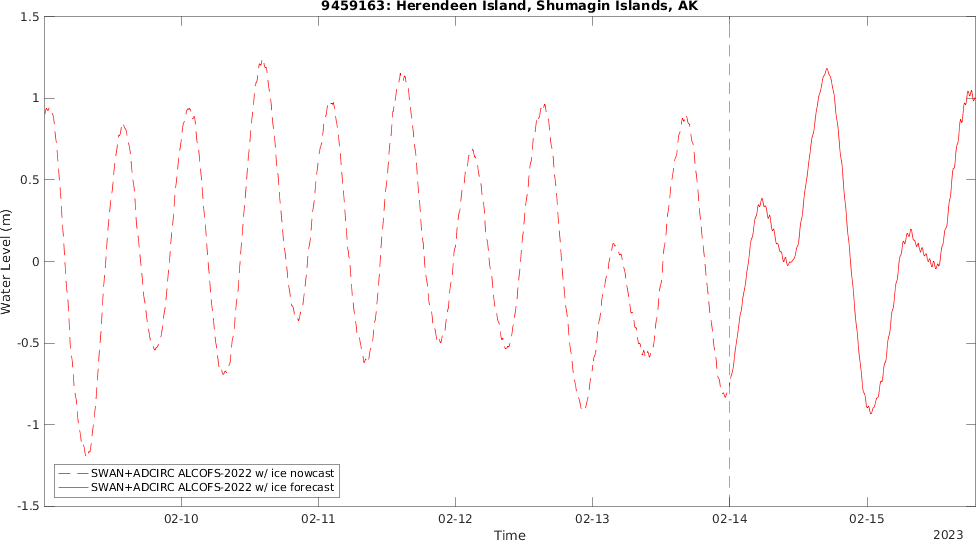 9459163: Herendeen Island, Shumagin Islands, AK
1.5
1
0.5
0
-0.5
-1
-1.5
Water Level (m)
SWAN+ADCIRC ALCOFS-2022 w/ ice nowcast
SWAN+ADCIRC ALCOFS-2022 w/ ice forecast
02-10 02-11 02-12 02-13 02-14 02-15
Time
2023